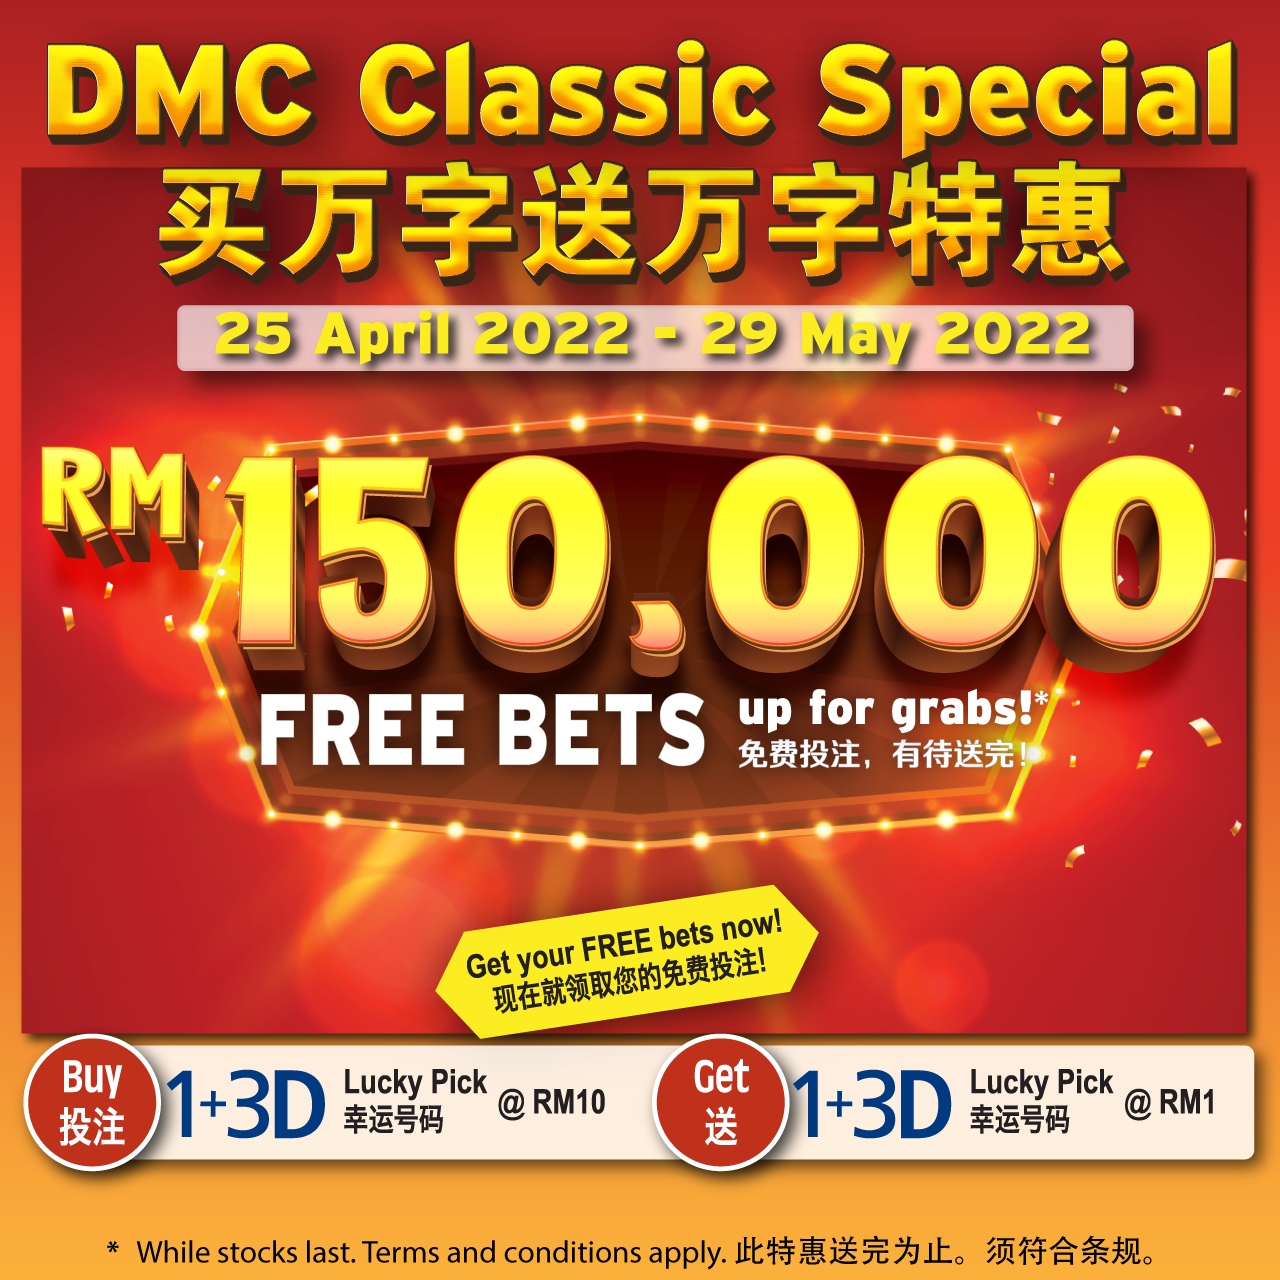 DMC Classic Special
买万字送万字特惠
25 April 2022 - 29 May 2022
RM150,000
FREE BETS up for grabs!*
免费投注，有待送完！
Get your FREE bets now!
现在就领取您的免费投注!
Buy
投注
1+3D
Lucky Pick
幸运号码
@ RM10
Get
送
1+3D
Lucky Pick
幸运号码
@ RM1
* While stocks last. Terms and conditions apply. 此特惠送完为止。须符合条规。